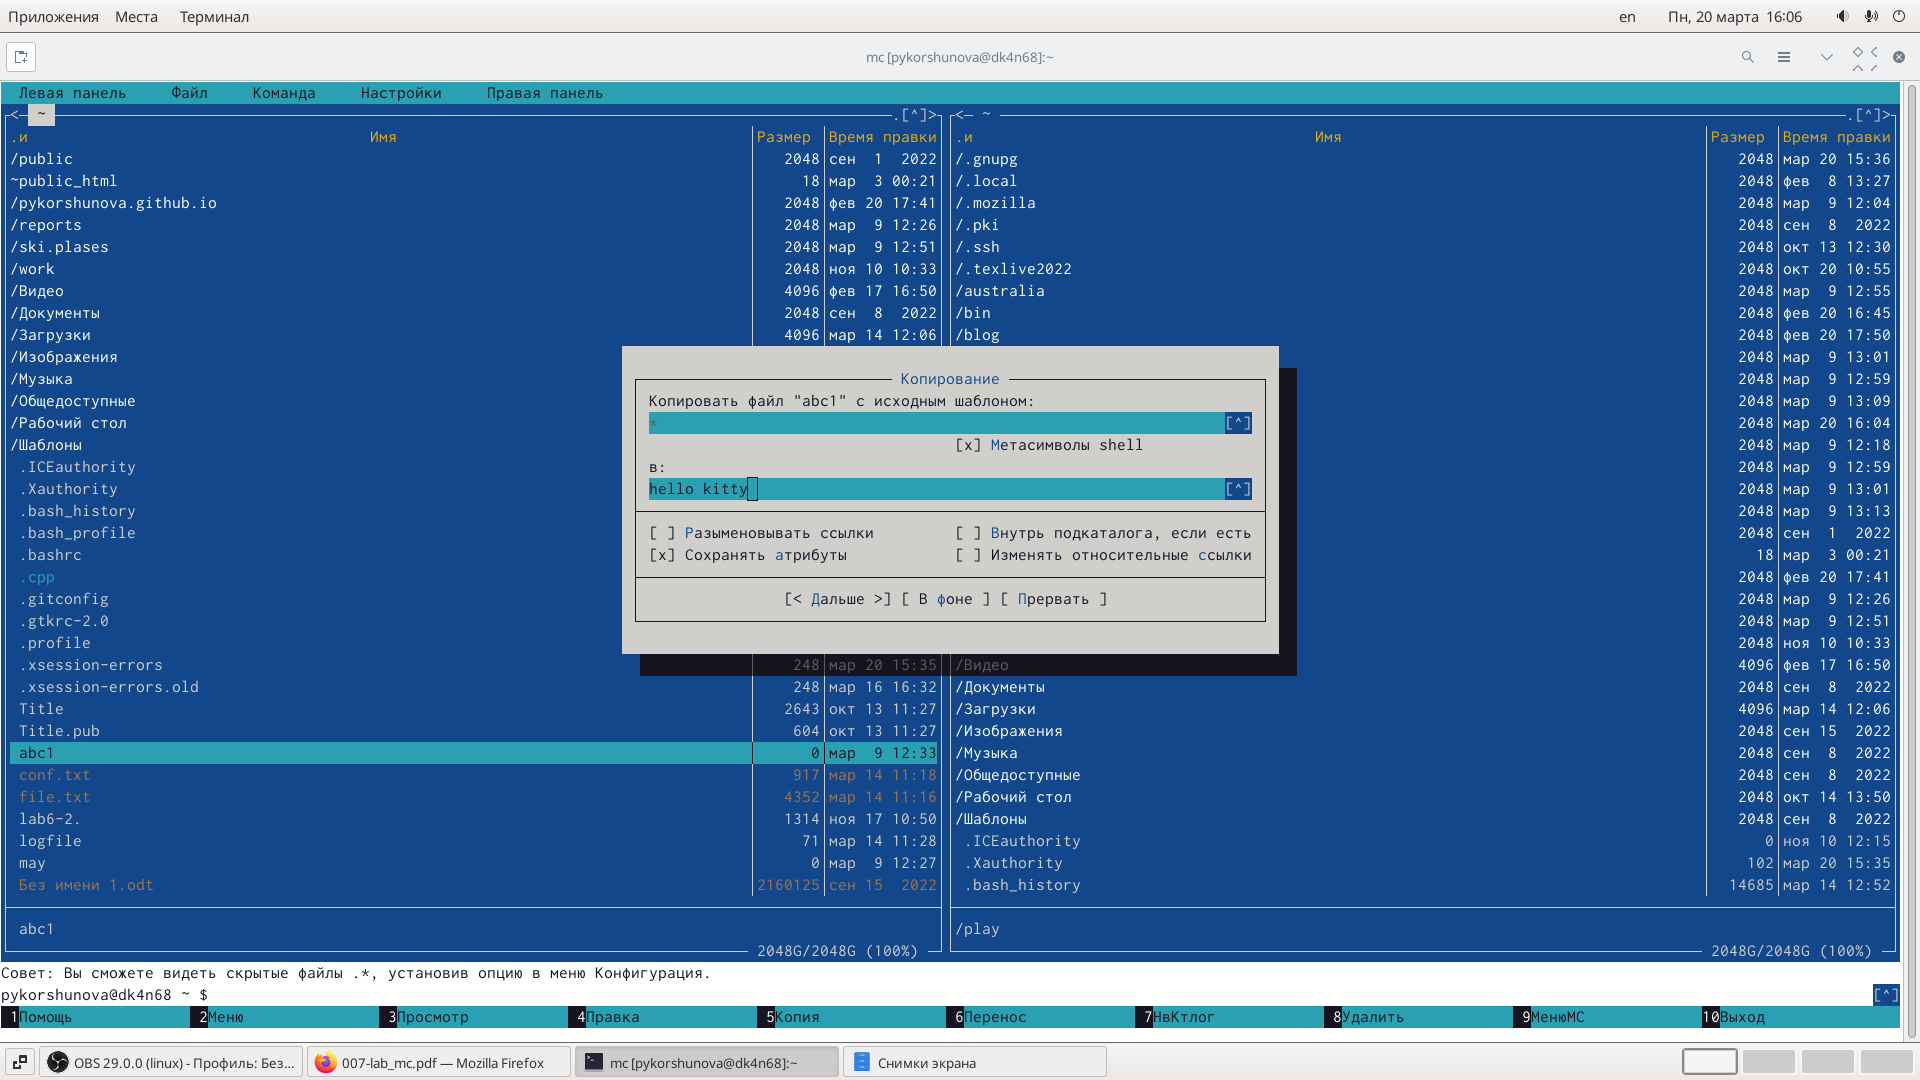 Приложения Места Терминал en Пн, 20 марта 16:06
mc [pykorshunova@dk4n68]:~
Левая панель Файл Команда Настройки Правая панель
<─ ~ .[^]> <─ ~ .[^]>
.и Имя Размер Время правки .и Имя Размер Время правки
/public 2048 сен 1 2022 /.gnupg 2048 мар 20 15:36
~public_html 18 мар 3 00:21 /.local 2048 фев 8 13:27
/pykorshunova.github.io 2048 фев 20 17:41 /.mozilla 2048 мар 9 12:04
/reports 2048 мар 9 12:26 /.pki 2048 сен 8 2022
/ski.plases 2048 мар 9 12:51 /.ssh 2048 окт 13 12:30
/work 2048 ноя 10 10:33 /.texlive2022 2048 окт 20 10:55
/Видео 4096 фев 17 16:50 /australia 2048 мар 9 12:55
/Документы 2048 сен 8 2022 /bin 2048 фев 20 16:45
/Загрузки 4096 мар 14 12:06 /blog 2048 фев 20 17:50
/Изображения 2048 мар 9 13:01
/Музыка Копирование 2048 мар 9 12:59
/Общедоступные Копировать файл "abc1" с исходным шаблоном: 2048 мар 9 13:09
/Рабочий стол * [^] 2048 мар 20 16:04
/Шаблоны [x] Метасимволы shell 2048 мар 9 12:18
.ICEauthority в: 2048 мар 9 12:59
.Xauthority hello kitty [^] 2048 мар 9 13:01
.bash_history 2048 мар 9 13:13
.bash_profile [ ] Разыменовывать ссылки [ ] Внутрь подкаталога, если есть 2048 сен 1 2022
.bashrc [x] Сохранять атрибуты [ ] Изменять относительные ссылки 18 мар 3 00:21
.cpp 2048 фев 20 17:41
.gitconfig [< Дальше >] [ В фоне ] [ Прервать ] 2048 мар 9 12:26
.gtkrc-2.0 2048 мар 9 12:51
.profile 2048 ноя 10 10:33
.xsession-errors 248 мар 20 15:35 /Видео 4096 фев 17 16:50
.xsession-errors.old 248 мар 16 16:32 /Документы 2048 сен 8 2022
Title 2643 окт 13 11:27 /Загрузки 4096 мар 14 12:06
Title.pub 604 окт 13 11:27 /Изображения 2048 сен 15 2022
abc1 0 мар 9 12:33 /Музыка 2048 сен 8 2022
conf.txt 917 мар 14 11:18 /Общедоступные 2048 сен 8 2022
file.txt 4352 мар 14 11:16 /Рабочий стол 2048 окт 14 13:50
lab6-2. 1314 ноя 17 10:50 /Шаблоны 2048 сен 8 2022
logfile 71 мар 14 11:28 .ICEauthority 0 ноя 10 12:15
may 0 мар 9 12:27 .Xauthority 102 мар 20 15:35
Без имени 1.odt 2160125 сен 15 2022 .bash_history 14685 мар 14 12:52
abc1 /play
2048G/2048G (100%) 2048G/2048G (100%)
Совет: Вы сможете видеть скрытые файлы .*, установив опцию в меню Конфигурация.
pykorshunova@dk4n68 ~ $ [^]
1Помощь 2Меню 3Просмотр 4Правка 5Копия 6Перенос 7НвКтлог 8Удалить 9МенюMC 10Выход
OBS 29.0.0 (linux) - Профиль: Без... 007-lab_mc.pdf — Mozilla Firefox mc [pykorshunova@dk4n68]:~ Снимки экрана